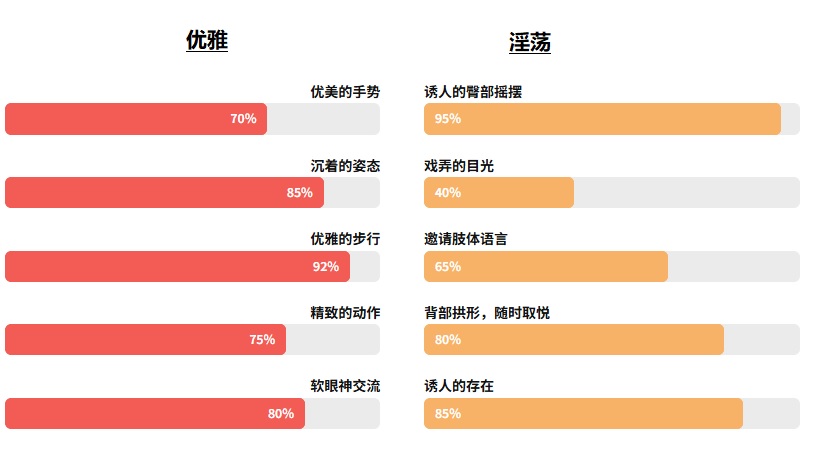 优雅
淫荡
优美的手势
诱人的臀部摇摆
70%
95%
沉着的姿态
戏弄的目光
85%
40%
优雅的步行
邀请肢体语言
92%
65%
精致的动作
背部拱形，随时取悦
75%
80%
软眼神交流
诱人的存在
80%
85%